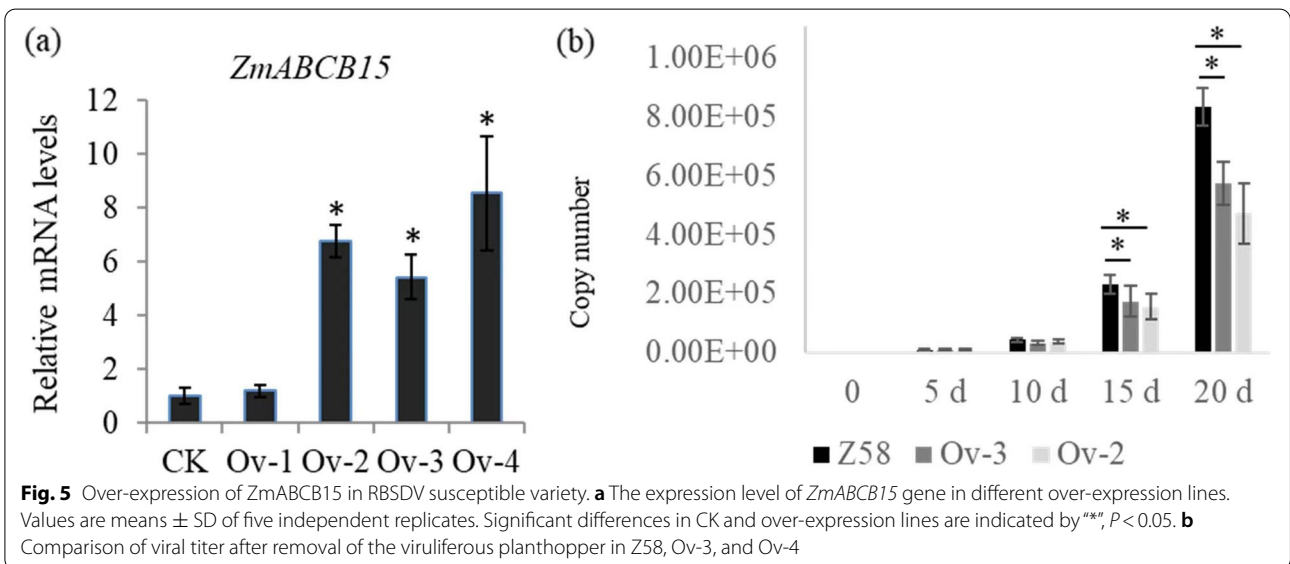 (a)
ZmABCB15
Relative mRNA levels
12
10
8
6
4
2
0
*
*
*
CK Ov-1 Ov-2 Ov-3 Ov-4
(b)
Copy number
1.00E+06
8.00E+05
6.00E+05
4.00E+05
2.00E+05
0.00E+00
*
*
*
*
0 5 d 10 d 15 d 20 d
Z58 Ov-3 Ov-2
Fig. 5 Over-expression of ZmABCB15 in RBSDV susceptible variety. a The expression level of ZmABCB15 gene in different over-expression lines.
Values are means ± SD of five independent replicates. Significant differences in CK and over-expression lines are indicated by “*”, P < 0.05. b
Comparison of viral titer after removal of the viruliferous planthopper in Z58, Ov-3, and Ov-4